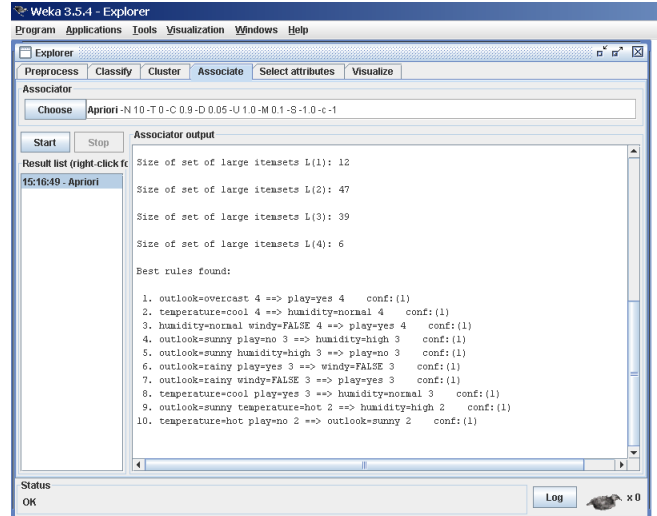 Weka 3.5.4 - Explorer
Program Applications Tools Visualization Windows Help
Explorer
Preprocess Classify Cluster Associate Select attributes Visualize
Associator
Choose Apriori -N 10 -T 0 -C 0.9 -D 0.05 -U 1.0 -M 0.1 -S -1.0 -c -1
Start Stop
Result list (right-click fo
15:16:49 - Apriori
Associator output
Size of set of large itemsets L(1): 12
Size of set of large itemsets L(2): 47
Size of set of large itemsets L(3): 39
Size of set of large itemsets L(4): 6
Best rules found:
1. outlook=overcast 4 ==> play=yes 4 conf:(1)
2. temperature=cool 4 ==> humidity=normal 4 conf:(1)
3. humidity=normal windy=FALSE 4 ==> play=yes 4 conf:(1)
4. outlook=sunny play=no 3 ==> humidity=high 3 conf:(1)
5. outlook=sunny humidity=high 3 ==> play=no 3 conf:(1)
6. outlook=rainy play=yes 3 ==> windy=FALSE 3 conf:(1)
7. outlook=rainy windy=FALSE 3 ==> play=yes 3 conf:(1)
8. temperature=cool play=yes 3 ==> humidity=normal 3 conf:(1)
9. outlook=sunny temperature=hot 2 ==> humidity=high 2 conf:(1)
10. temperature=hot play=no 2 ==> outlook=sunny 2 conf:(1)
Status
OK
Log x 0